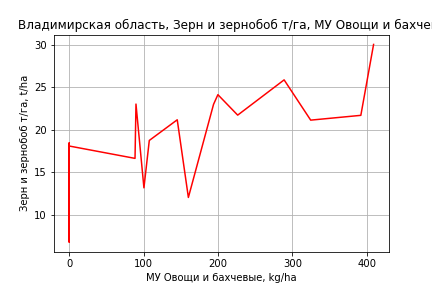 Владимирская область, Зерн и зернобоб т/га, МУ Овощи и бахче
30
25
20
15
10
Зерн и зернобоб т/га, t/ha
0 100 200 300 400
МУ Овощи и бахчевые, kg/ha